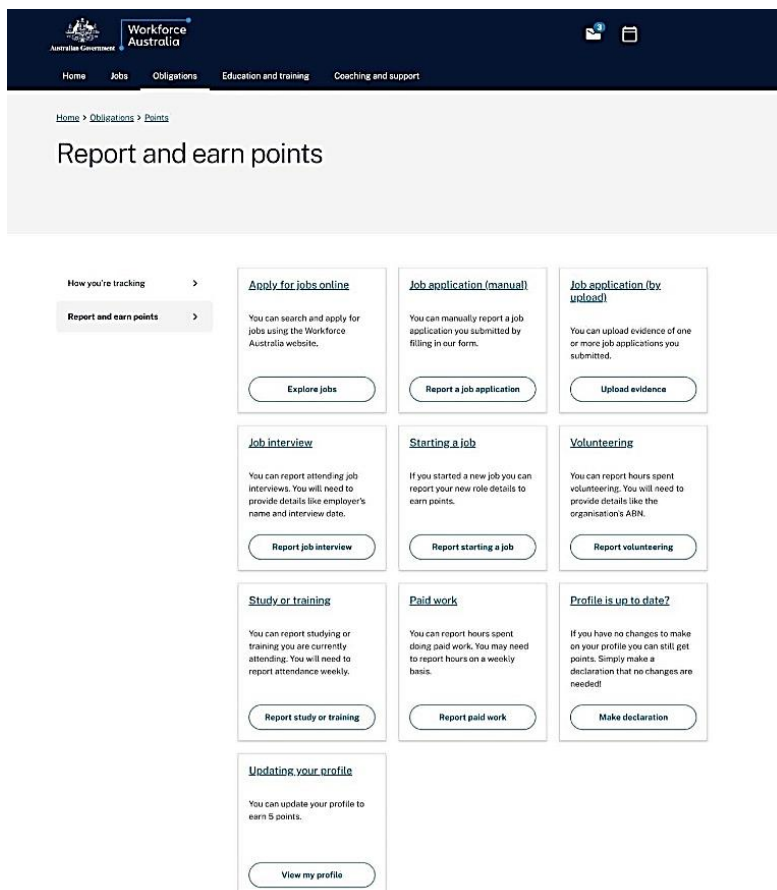 Australian Government
Workforce
Australia
3
Home Jobs Obligations Education and training Coaching and support
Home > Obligations > Points
Report and earn points
How you're tracking >
Report and earn points >
Apply for jobs online
You can search and apply for
jobs using the Workforce
Australia website.
Explore jobs
Job application (manual)
You can manually report a job
application you submitted by
filling in our form.
Report a job application
Job application (by
upload)
You can upload evidence of one
or more job applications you
submitted.
Upload evidence
Job interview
You can report attending job
interviews. You will need to
provide details like employer's
name and interview date.
Report job interview
Starting a job
If you started a new job you can
report your new role details to
earn points.
Report starting a job
Volunteering
You can report hours spent
volunteering. You will need to
provide details like the
organisation's ABN.
Report volunteering
Study or training
You can report studying or
training you are currently
attending. You will need to
report attendance weekly.
Report study or training
Paid work
You can report hours spent
doing paid work. You may need
to report hours on a weekly
basis.
Report paid work
Profile is up to date?
If you have no changes to make
on your profile you can still get
points. Simply make a
declaration that no changes are
needed!
Make declaration
Updating your profile
You can update your profile to
earn 5 points.
View my profile